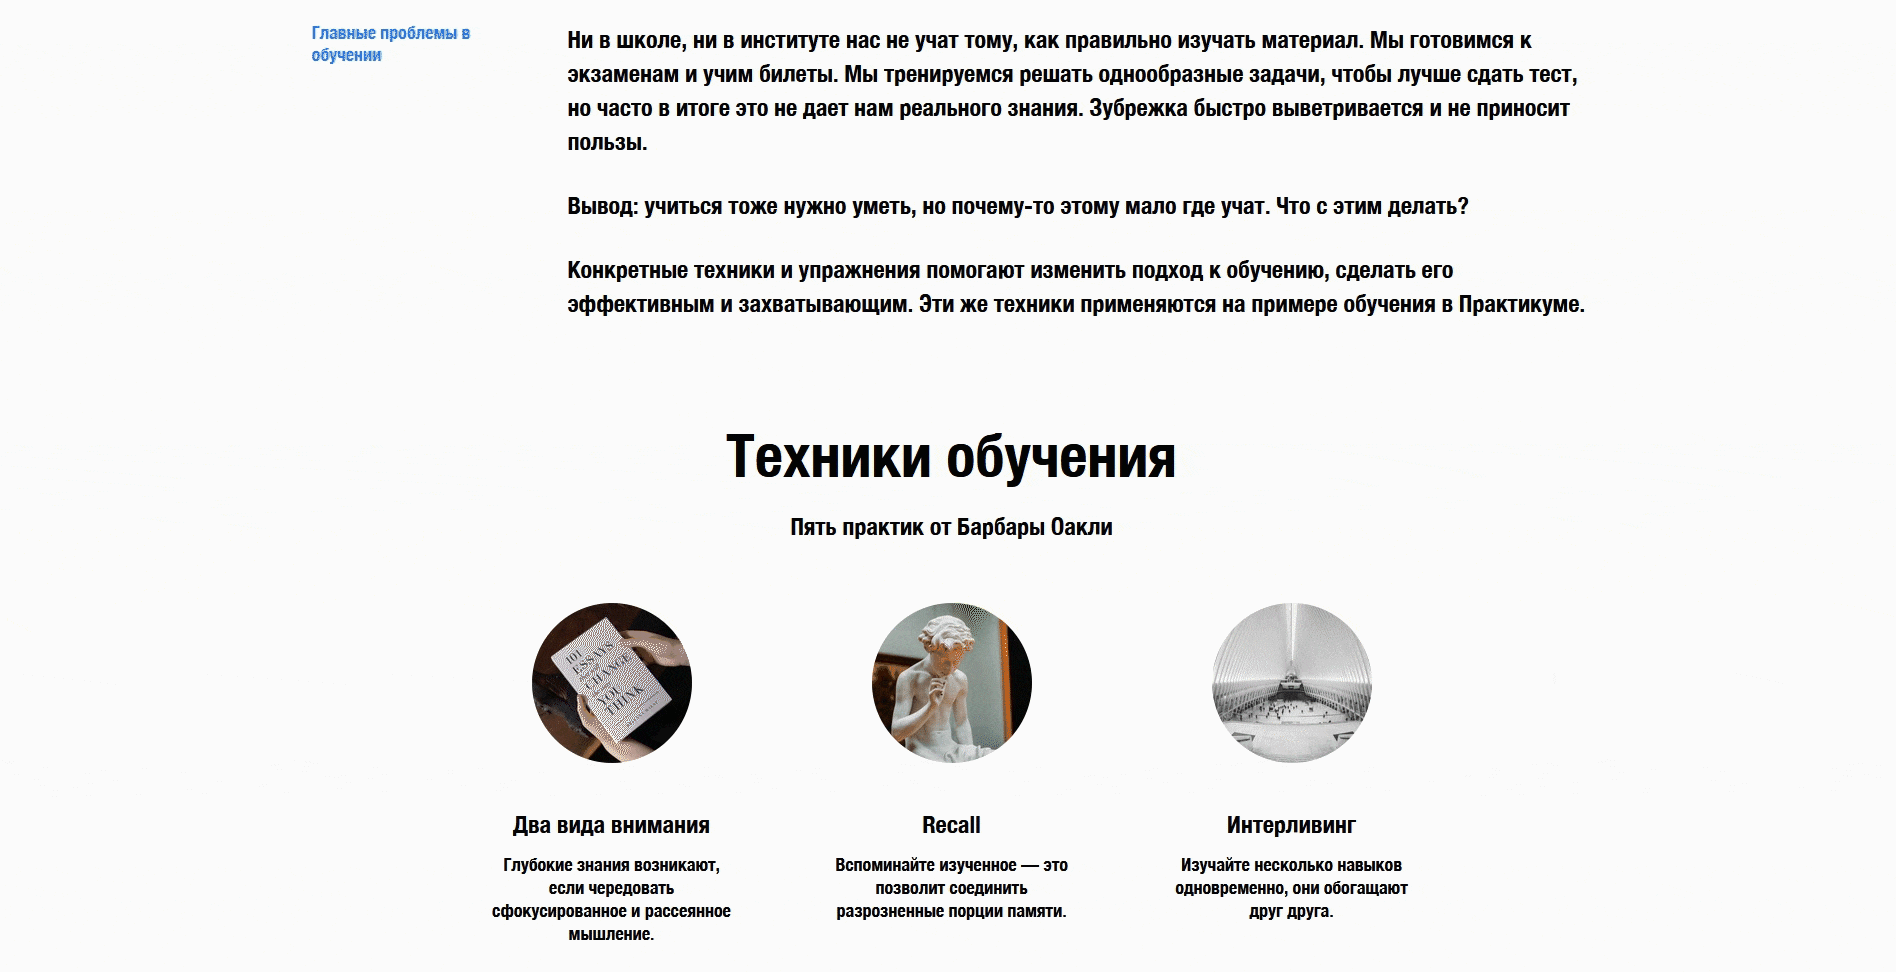 Главные проблемы в
обучении
Ни в школе, ни в институте нас не учат тому, как правильно изучать материал. Мы готовимся к
экзаменам и учим билеты. Мы тренируемся решать однообразные задачи, чтобы лучше сдать тест,
но часто в итоге это не дает нам реального знания. Зубрежка быстро выветривается и не приносит
пользы.
Вывод: учиться тоже нужно уметь, но почему-то этому мало где учат. Что с этим делать?
Конкретные техники и упражнения помогают изменить подход к обучению, сделать его
эффективным и захватывающим. Эти же техники применяются на примере обучения в Практикуме.
Техники обучения
Пять практик от Барбары Оакли
101
ESSAYS
CHANGE
YOU
THINK
Два вида внимания
Глубокие знания возникают,
если чередовать
сфокусированное и рассеянное
мышление.
Recall
Вспоминайте изученное — это
позволит соединить
разрозненные порции памяти.
Интерливинг
Изучайте несколько навыков
одновременно, они обогащают
друг друга.